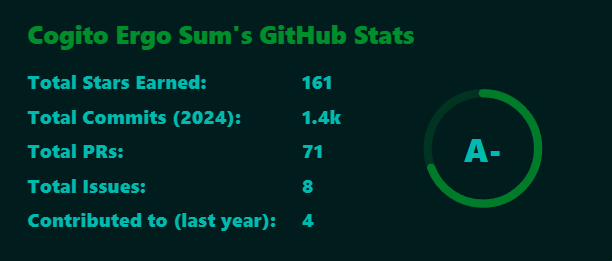 Cogito Ergo Sum's GitHub Stats
Total Stars Earned: 161
Total Commits (2024): 1.4k
Total PRs: 71
Total Issues: 8
Contributed to (last year): 4
A-